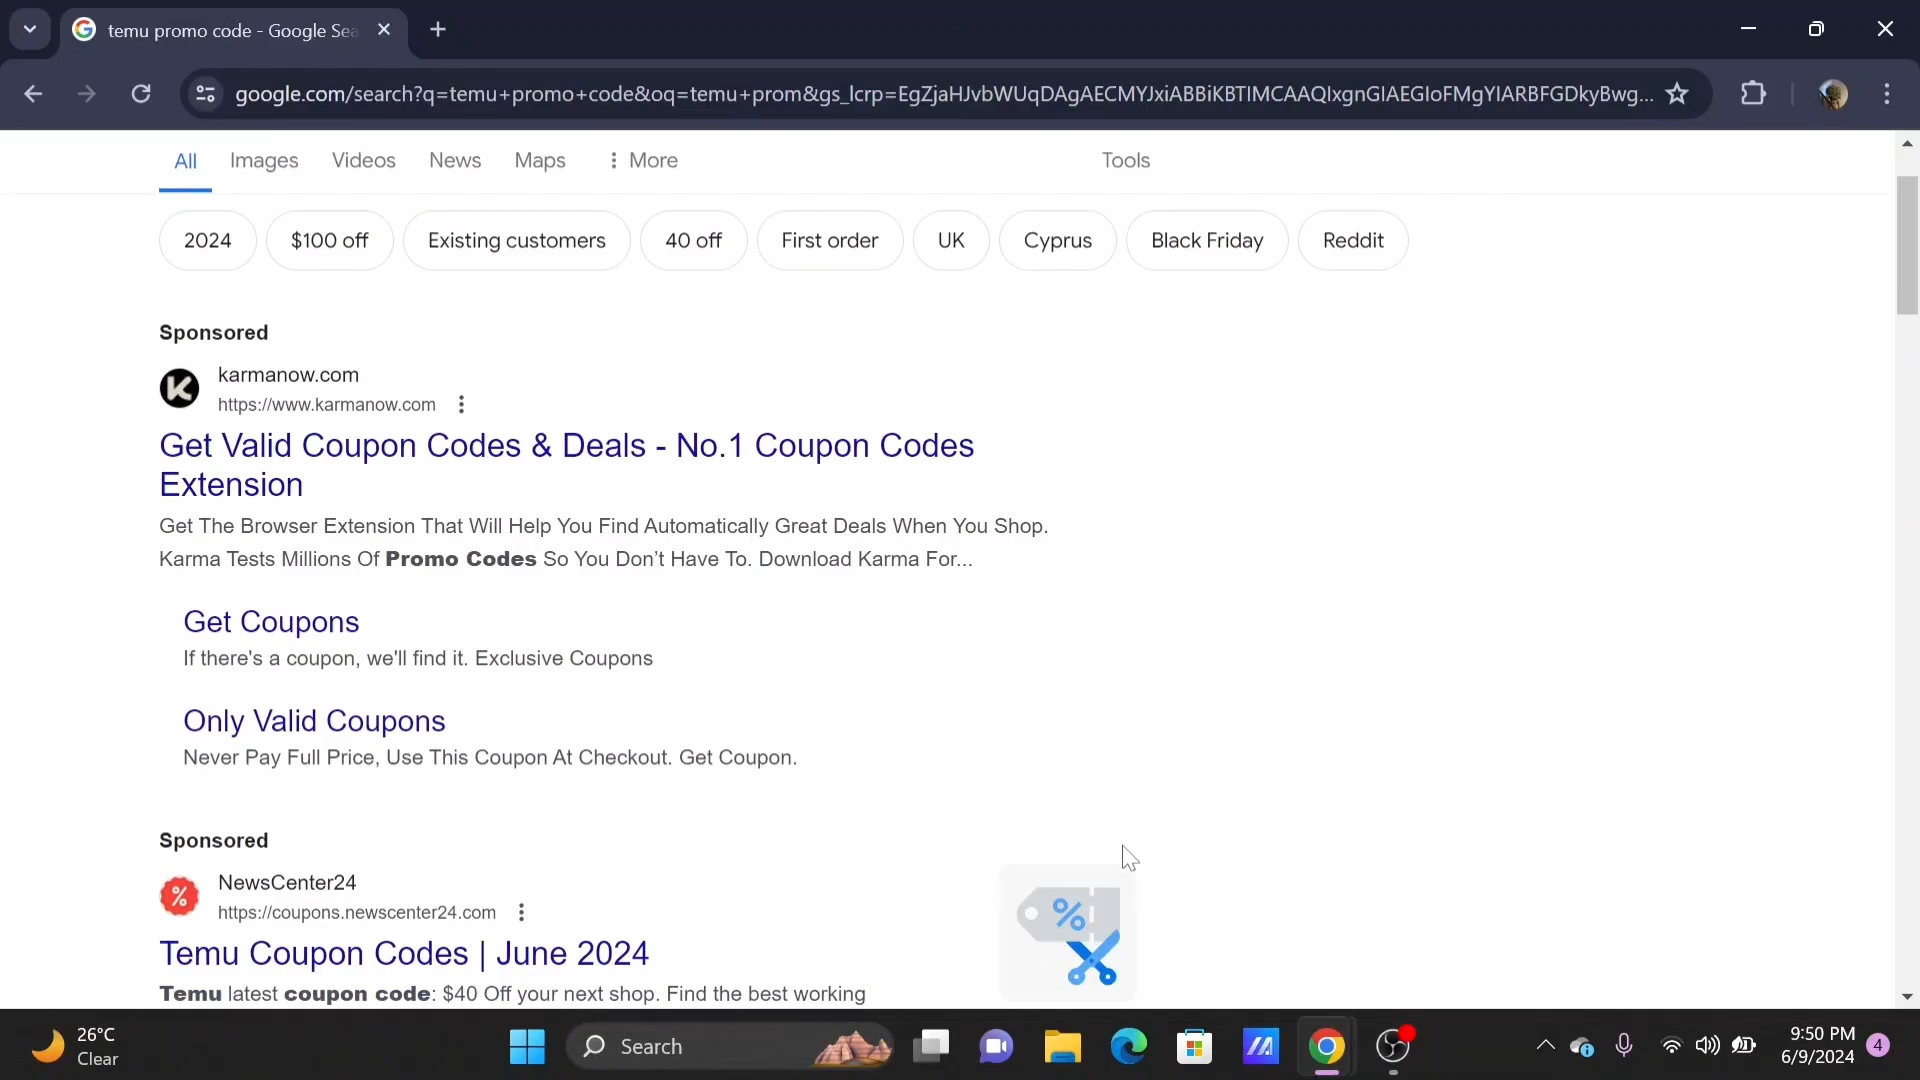 temu promo code - Google Sea
google.com/search?q=temu+promo+code&oq=temu+prom&gs_lcrp=EgZjaHJvbWUqDAgAECMYJxiABBiKBTIMCAAQIxgnGIAEGIoFMgYIARBFGDkyBwg...
All Images Videos News Maps More Tools
2024 $100 off Existing customers 40 off First order UK Cyprus Black Friday Reddit
Sponsored
karmanow.com
https://www.karmanow.com
Get Valid Coupon Codes & Deals - No.1 Coupon Codes
Extension
Get The Browser Extension That Will Help You Find Automatically Great Deals When You Shop.
Karma Tests Millions Of Promo Codes So You Don’t Have To. Download Karma For...
Get Coupons
If there's a coupon, we'll find it. Exclusive Coupons
Only Valid Coupons
Never Pay Full Price, Use This Coupon At Checkout. Get Coupon.
Sponsored
NewsCenter24
https://coupons.newscenter24.com
Temu Coupon Codes | June 2024
Temu latest coupon code: $40 Off your next shop. Find the best working
26°C
Clear
Search
9:50 PM
6/9/2024
4